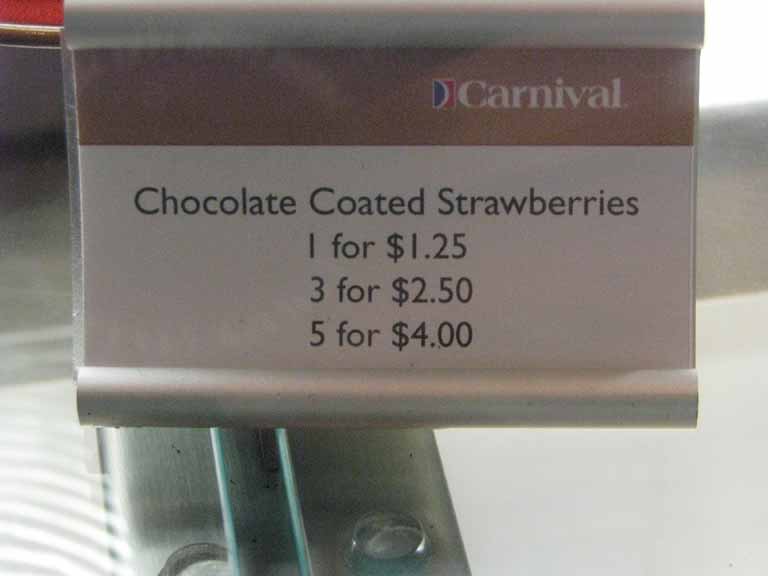 Carnival
Chocolate Coated Strawberries
1 for $1.25
3 for $2.50
5 for $4.00